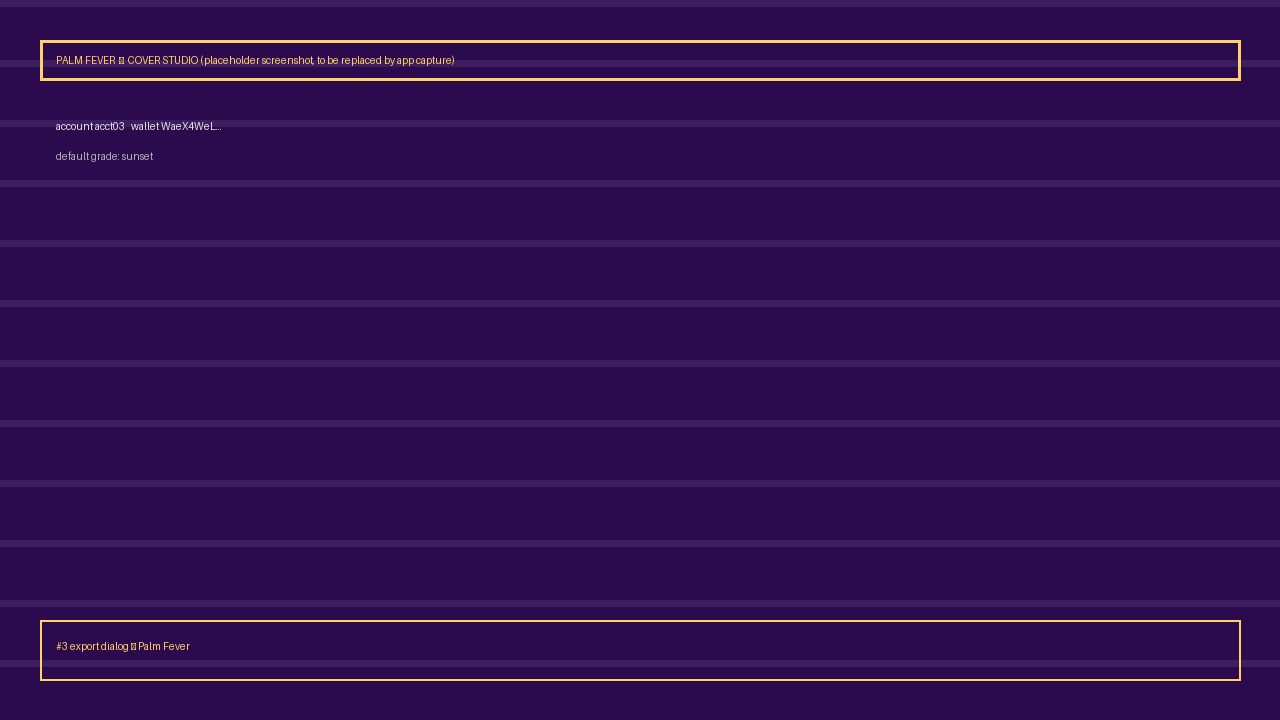 PALM FEVER ▯ COVER STUDIO (placeholder screenshot, to be replaced by app capture)
account acct03 wallet WaeX4WeL...
default grade: sunset
#3 export dialog ▯ Palm Fever